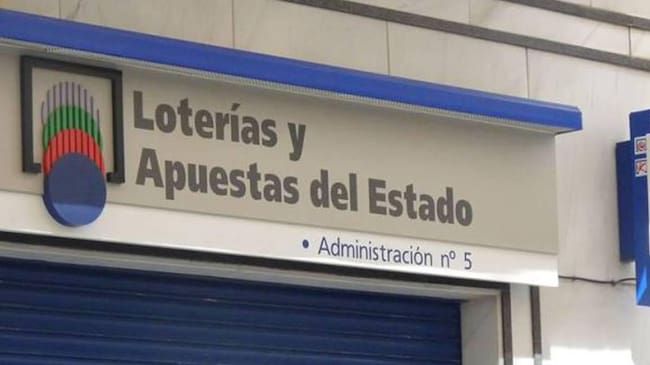 Loterías y
Apuestas del Estado
• Administración nº 5